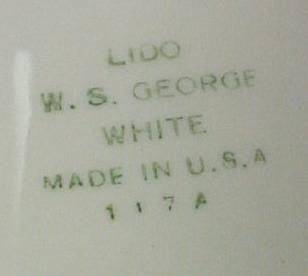 LIDO
W. S. GEORGE
WHITE
MADE IN U.S.A
117A